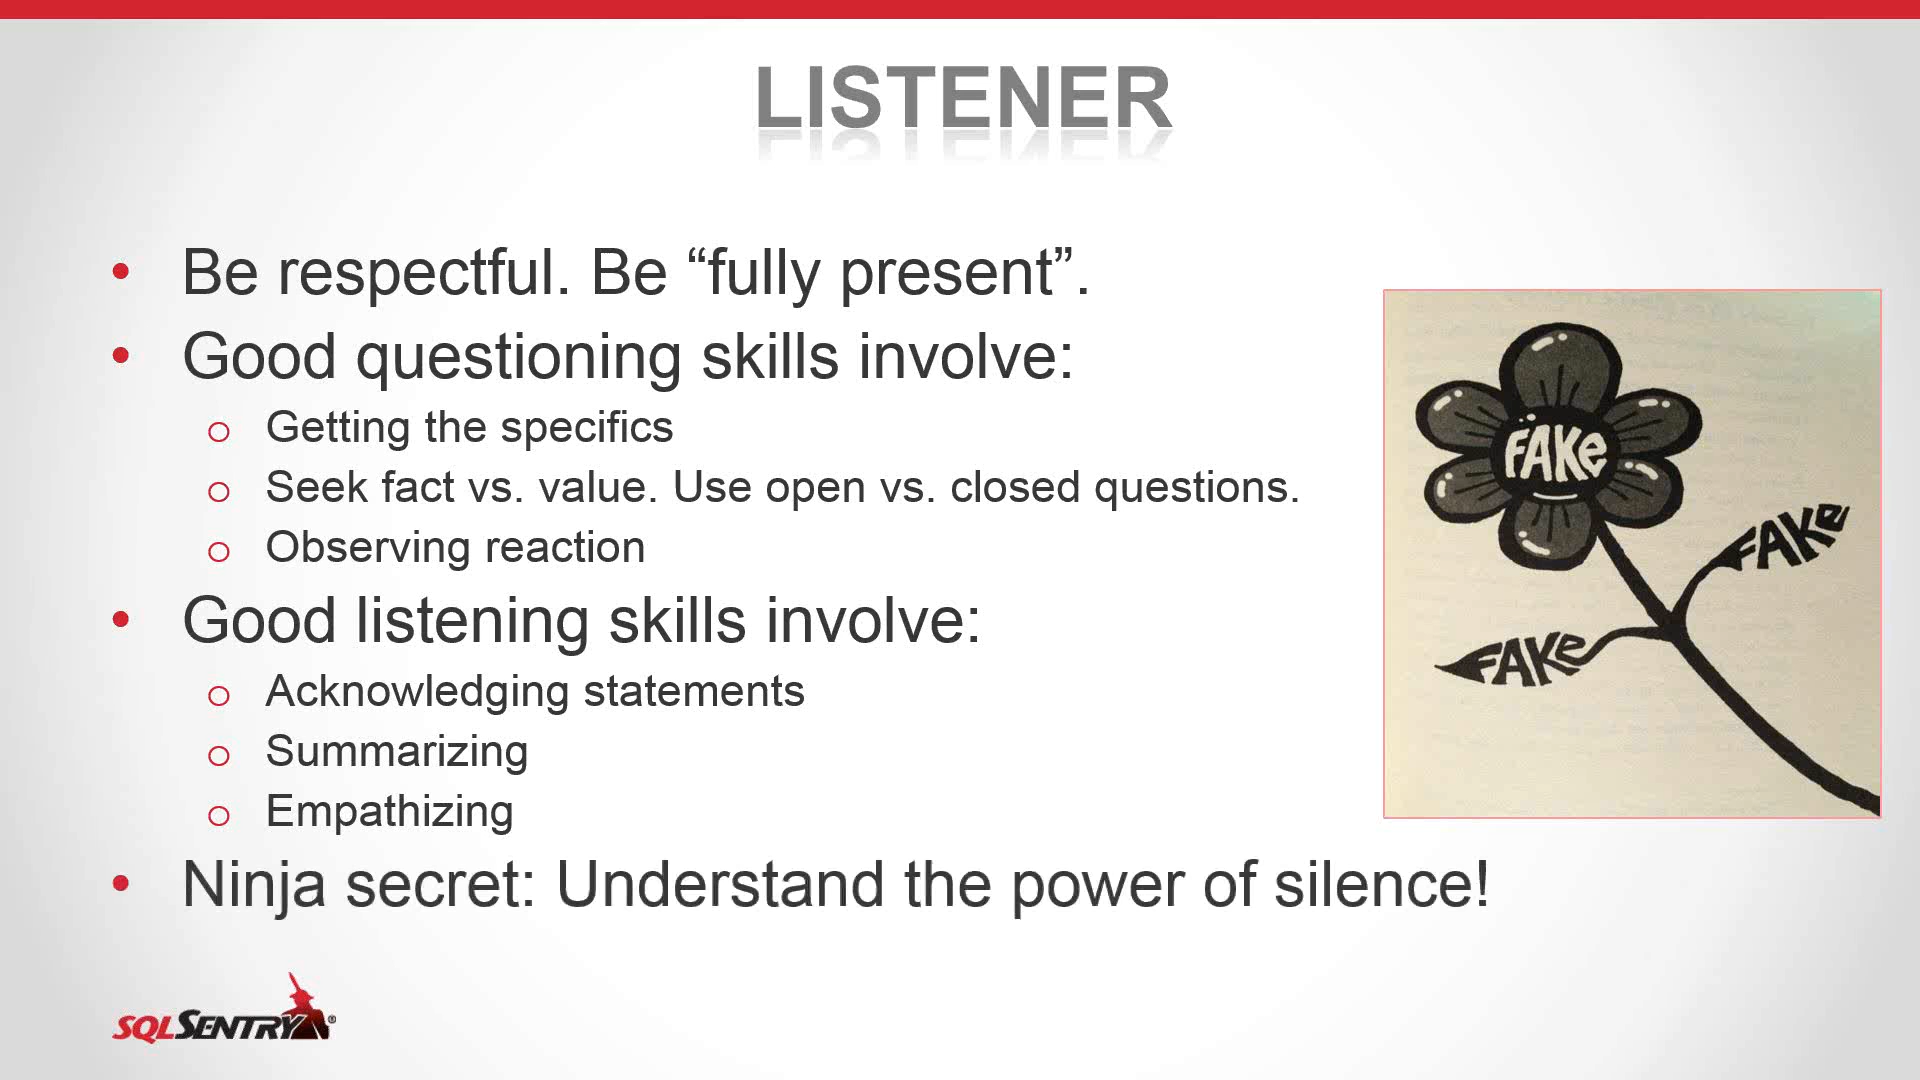 LISTENER
• Be respectful. Be “fully present”.
• Good questioning skills involve:
o Getting the specifics
o Seek fact vs. value. Use open vs. closed questions.
o Observing reaction
• Good listening skills involve:
o Acknowledging statements
o Summarizing
o Empathizing
• Ninja secret: Understand the power of silence!
FAKe
FAKe
FAKe
SQL SENTRY®